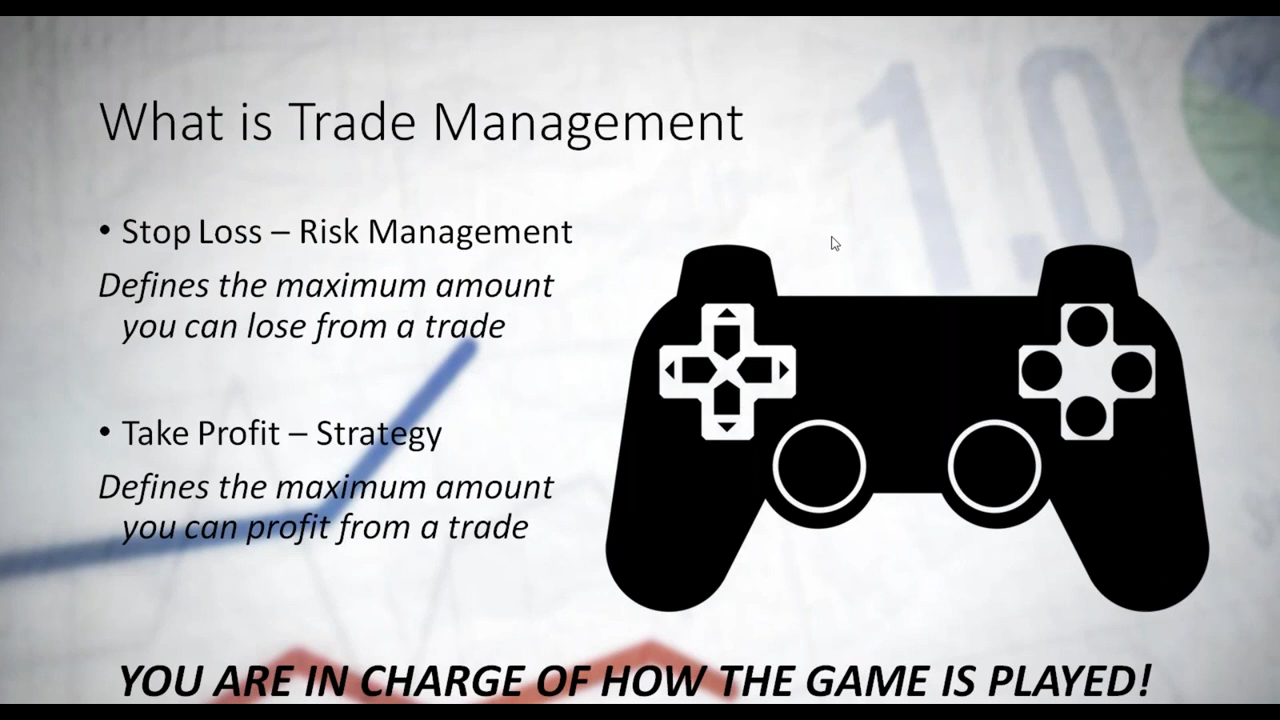 What is Trade Management
• Stop Loss – Risk Management
Defines the maximum amount
you can lose from a trade
• Take Profit – Strategy
Defines the maximum amount
you can profit from a trade
YOU ARE IN CHARGE OF HOW THE GAME IS PLAYED!
1.0